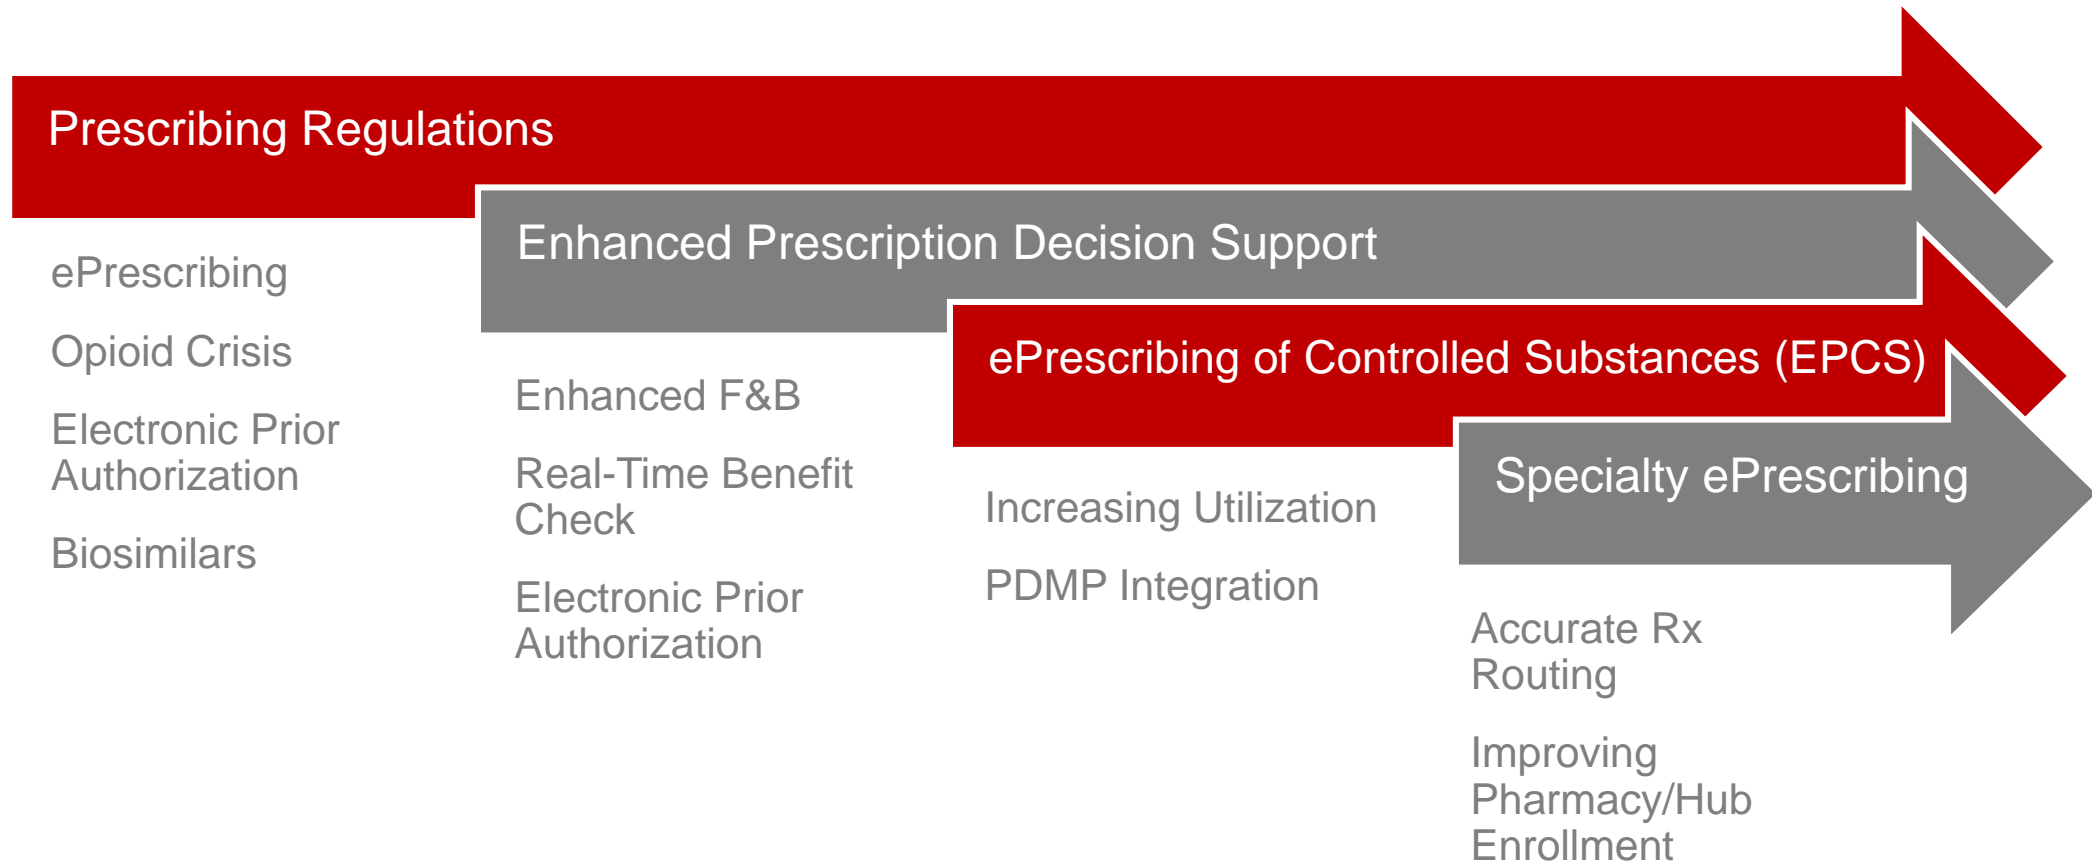 Prescribing Regulations
ePrescribing
Opioid Crisis
Electronic Prior
Authorization
Biosimilars
Enhanced Prescription Decision Support
Enhanced F&B
Real-Time Benefit
Check
Electronic Prior
Authorization
ePrescribing of Controlled Substances (EPCS)
Increasing Utilization
PDMP Integration
Specialty ePrescribing
Accurate Rx
Routing
Improving
Pharmacy/Hub
Enrollment